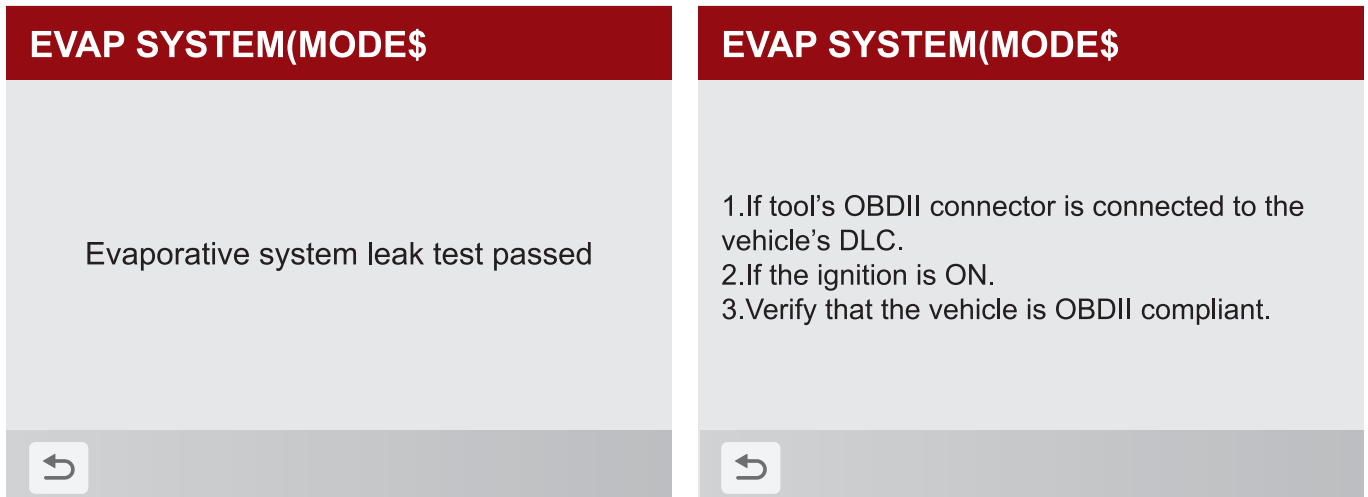 EVAP SYSTEM(MODE$
Evaporative system leak test passed
EVAP SYSTEM(MODE$
1.If tool's OBDII connector is connected to the
vehicle's DLC.
2.If the ignition is ON.
3.Verify that the vehicle is OBDII compliant.